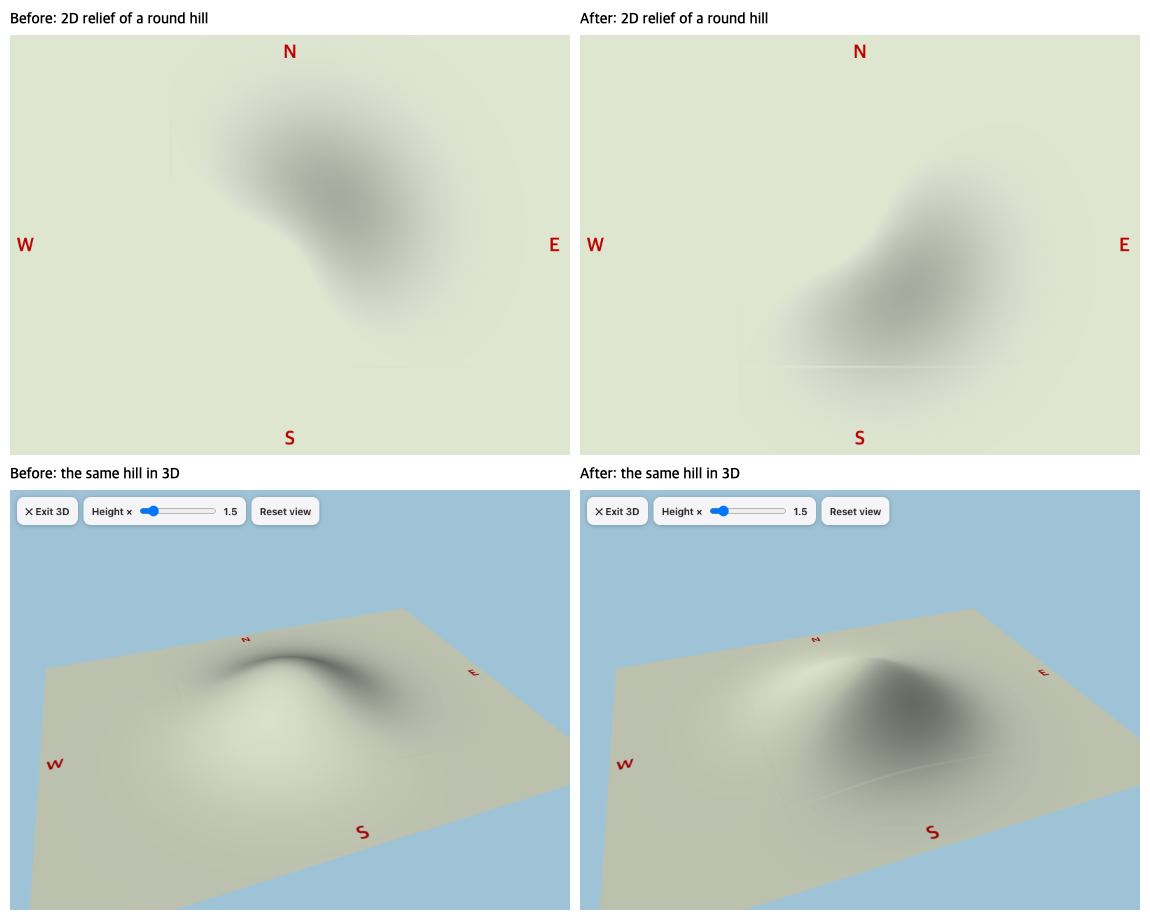 Before: 2D relief of a round hill
After: 2D relief of a round hill
N
N
W
E
W
E
S
S
Before: the same hill in 3D
After: the same hill in 3D
× Exit 3D
Height ×
1.5
Reset view
× Exit 3D
Height ×
1.5
Reset view
N
N
E
E
W
W
S
S